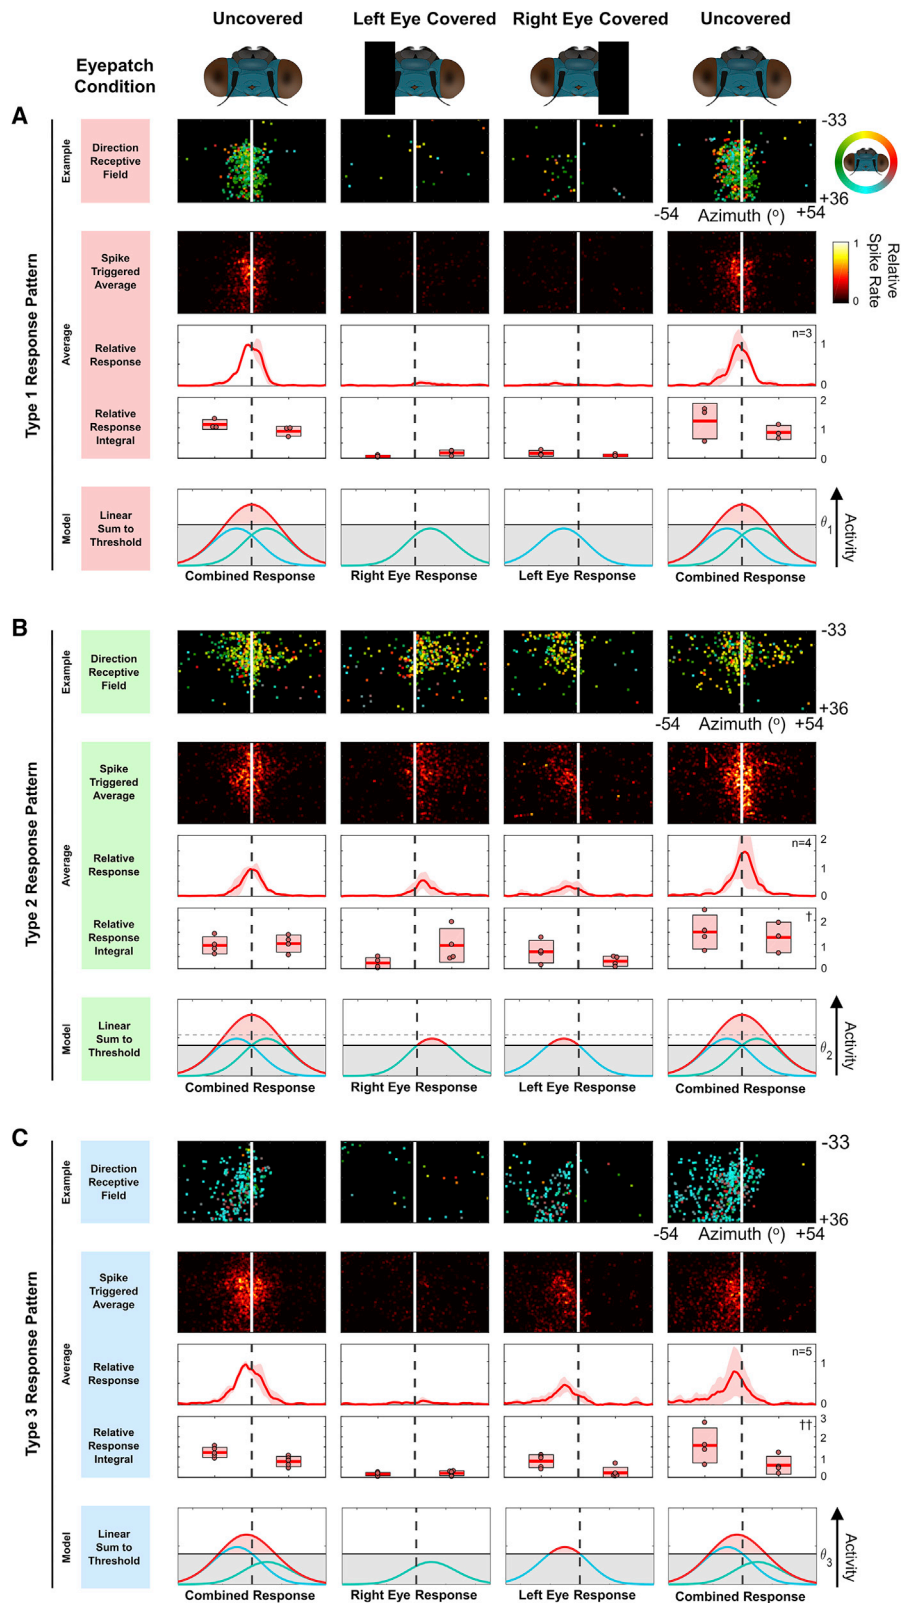 Uncovered
Left Eye Covered
Right Eye Covered
Uncovered
Eyepatch
Condition
A
Type 1 Response Pattern
Example
Direction
Receptive
Field
-33
+36
-54 Azimuth (º) +54
Average
Spike
Triggered
Average
1
0
Relative
Spike Rate
Relative
Response
n=3
1
0
Relative
Response
Integral
2
1
0
Model
Linear
Sum to
Threshold
θ1
Activity
Combined Response
Right Eye Response
Left Eye Response
Combined Response
B
Type 2 Response Pattern
Example
Direction
Receptive
Field
-33
+36
-54 Azimuth (º) +54
Average
Spike
Triggered
Average
Relative
Response
n=4
2
1
0
Relative
Response
Integral
†
2
1
0
Model
Linear
Sum to
Threshold
θ2
Activity
Combined Response
Right Eye Response
Left Eye Response
Combined Response
C
Type 3 Response Pattern
Example
Direction
Receptive
Field
-33
+36
-54 Azimuth (º) +54
Average
Spike
Triggered
Average
Relative
Response
n=5
1
0
Relative
Response
Integral
††
3
2
1
0
Model
Linear
Sum to
Threshold
θ3
Activity
Combined Response
Right Eye Response
Left Eye Response
Combined Response